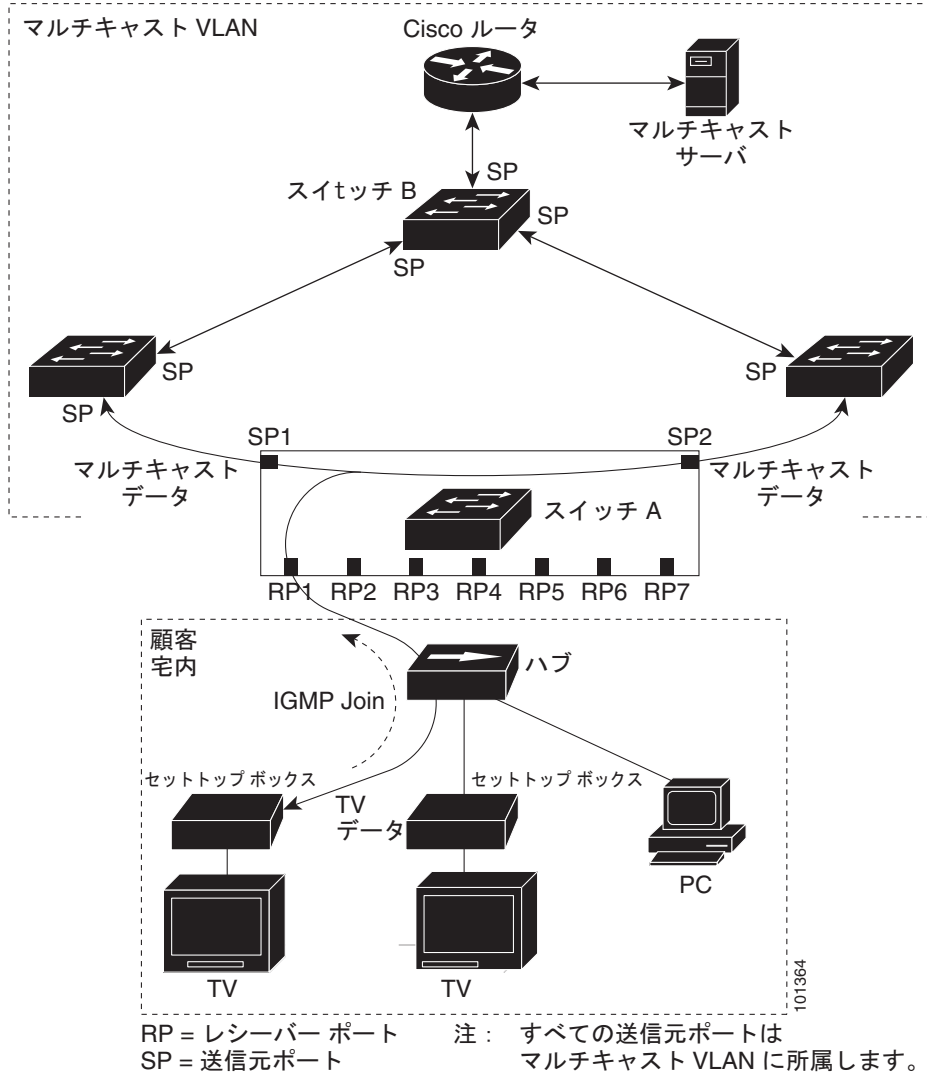 マルチキャスト VLAN
Cisco ルータ
マルチキャスト
サーバ
SP
スイtッチ B
SP
SP
SP
SP
SP
SP1
SP2
マルチキャスト
データ
マルチキャスト
データ
スイッチ A
RP1 RP2 RP3 RP4 RP5 RP6 RP7
顧客
宅内
ハブ
IGMP Join
セットトップ ボックス
セットトップ ボックス
TV
データ
PC
TV
TV
101364
RP = レシーバー ポート
SP = 送信元ポート
注： すべての送信元ポートは
マルチキャスト VLAN に所属します。